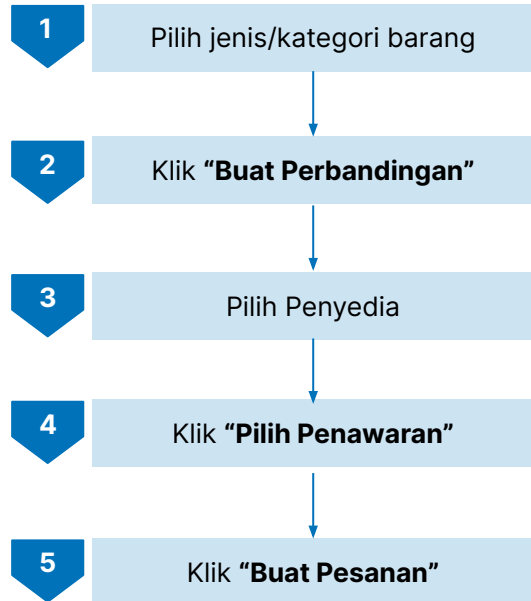 1
Pilih jenis/kategori barang
2
Klik “Buat Perbandingan”
3
Pilih Penyedia
4
Klik “Pilih Penawaran”
5
Klik “Buat Pesanan”